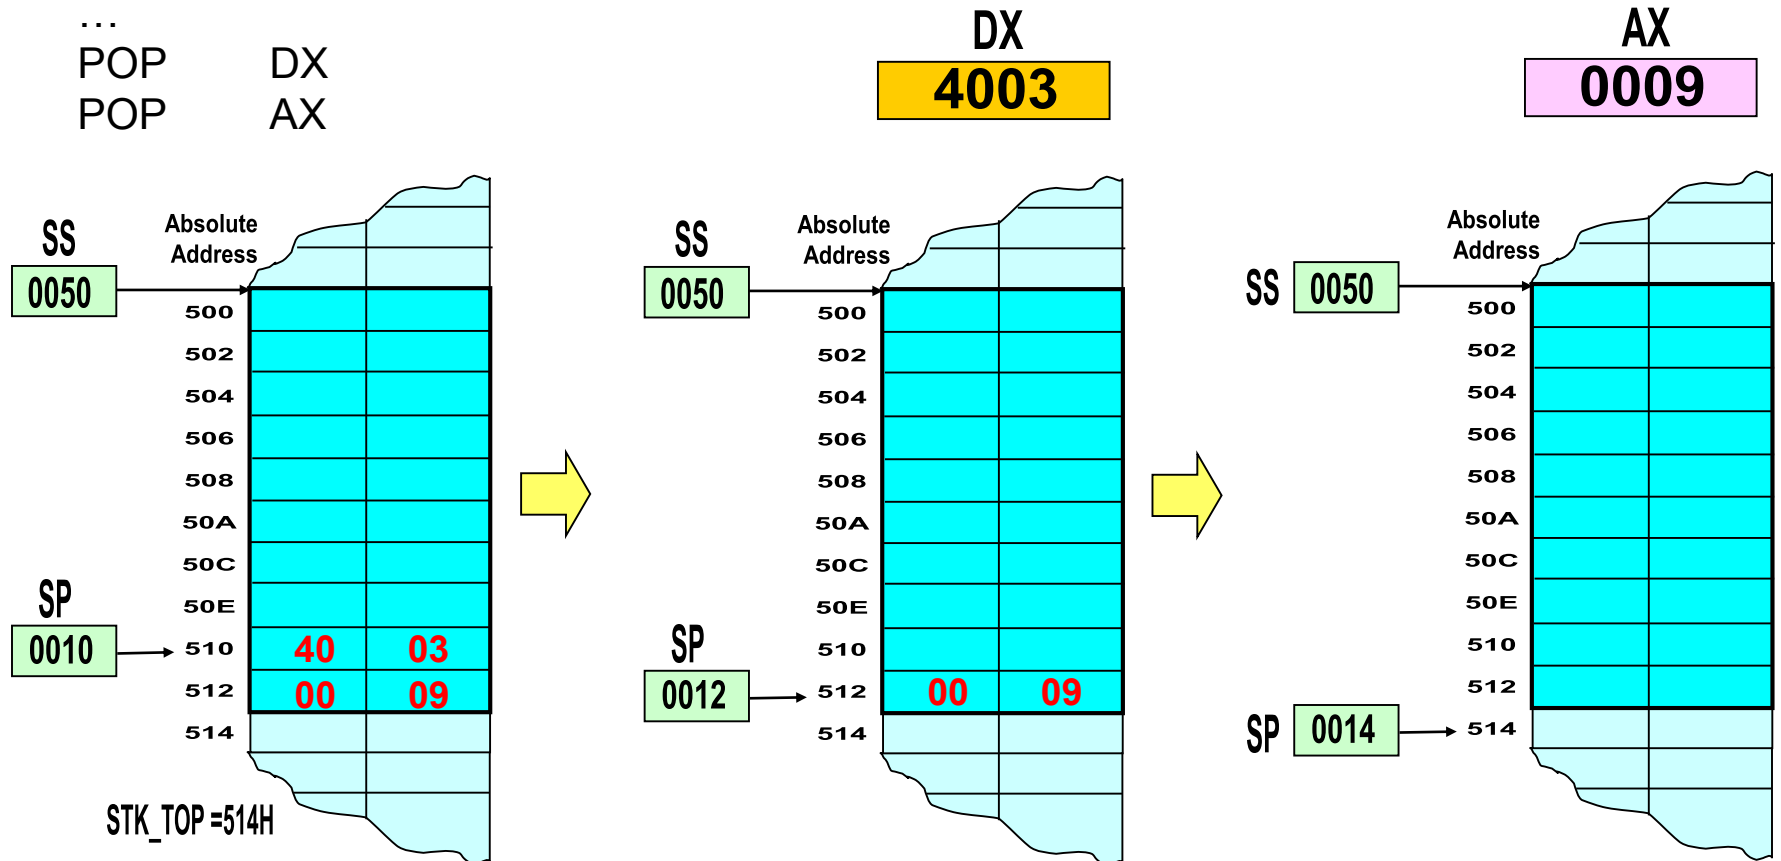 ...
POP DX
POP AX
DX
4003
AX
0009
SS
0050
Absolute
Address
500
502
504
506
508
50A
50C
50E
SP
0010
510 40 03
512 00 09
514
STK_TOP =514H
SS
0050
Absolute
Address
500
502
504
506
508
50A
50C
50E
510
SP
0012
512 00 09
514
SS 0050
Absolute
Address
500
502
504
506
508
50A
50C
50E
510
512
SP 0014
514